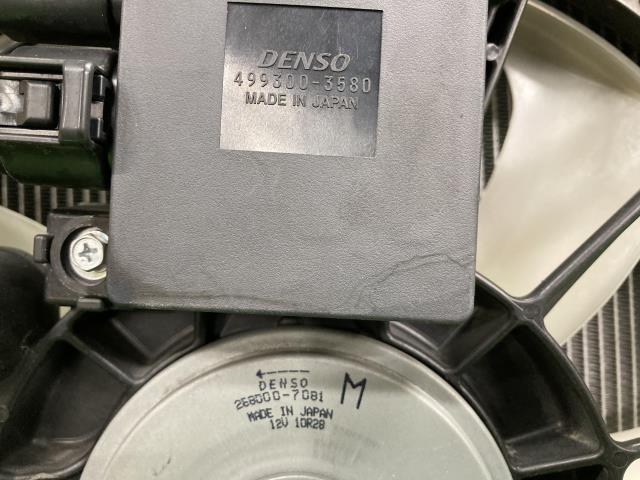 DENSO
499300-3580
MADE IN JAPAN
DENSO
268000-7081
MADE IN JAPAN
12V 10R28
M